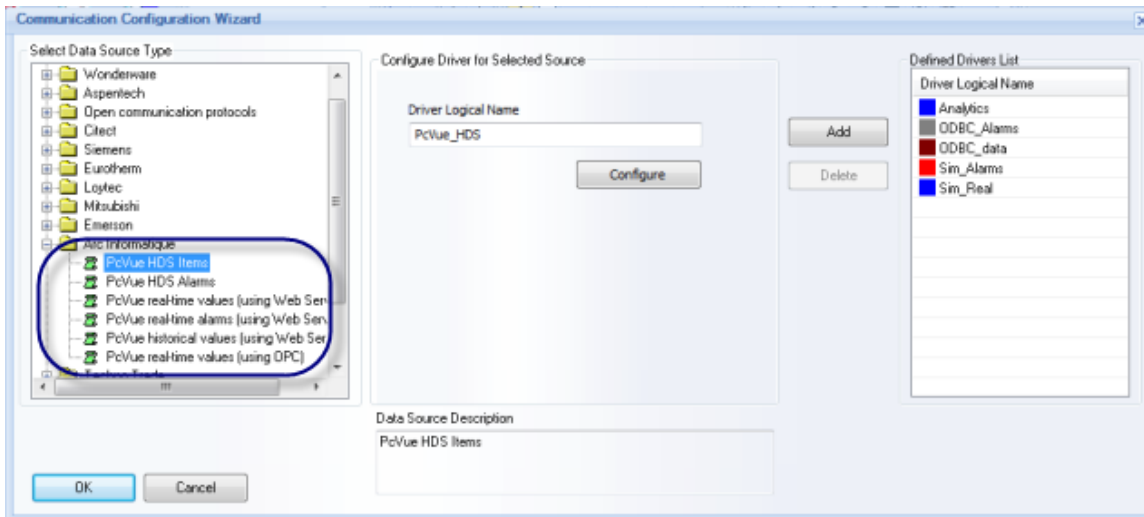 Communication Configuration Wizard
Select Data Source Type
Wonderware
Aspentech
Open communication protocols
Citect
Siemens
Eurotherm
Loytec
Mitsubishi
Emerson
Arc Informatique
PcVue HDS Items
PcVue HDS Alarms
PcVue real-time values (using Web Serv
PcVue real-time alarms (using Web Serv
PcVue historical values (using Web Ser
PcVue real-time values (using OPC)
OK
Cancel
Configure Driver for Selected Source
Driver Logical Name
PcVue_HDS
Configure
Add
Delete
Data Source Description
PcVue HDS Items
Defined Drivers List
Driver Logical Name
Analytics
ODBC_Alarms
ODBC_data
Sim_Alarms
Sim_Real